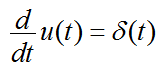 d/dt u(t) = δ(t)